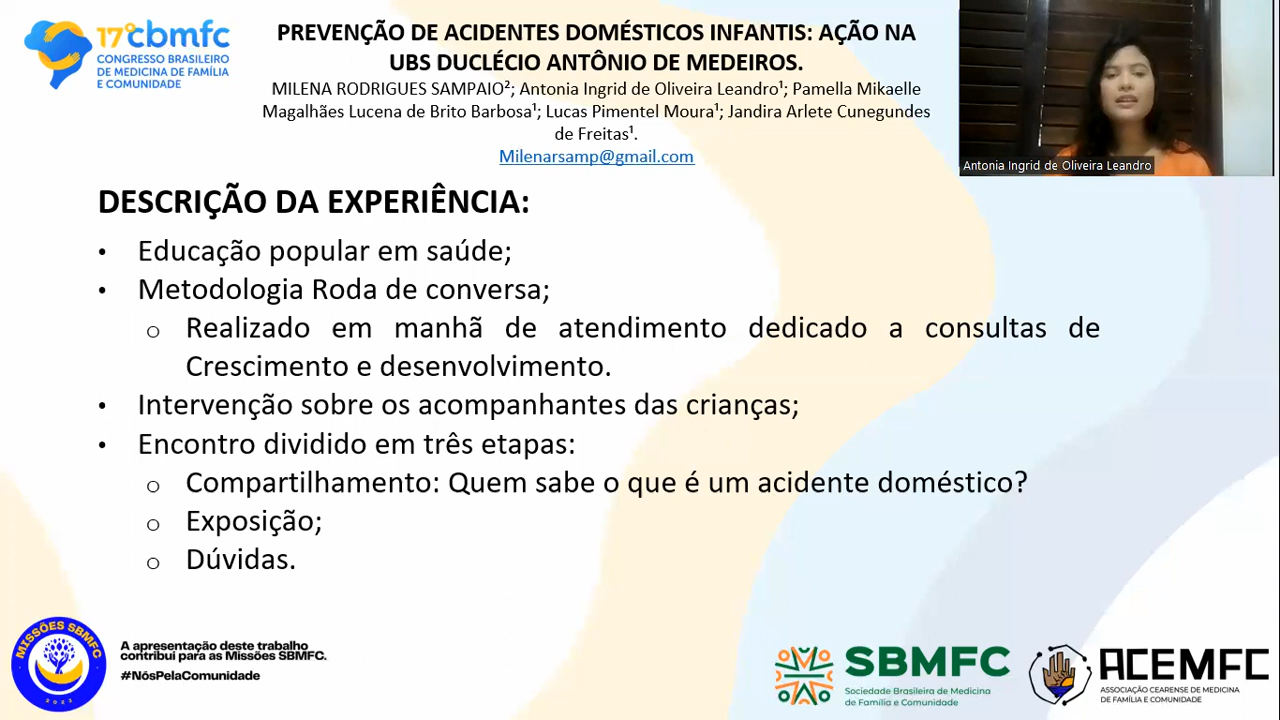 17º cbmfc
CONGRESSO BRASILEIRO
DE MEDICINA DE FAMÍLIA
E COMUNIDADE
PREVENÇÃO DE ACIDENTES DOMÉSTICOS INFANTIS: AÇÃO NA
UBS DUCLÉCIO ANTÔNIO DE MEDEIROS.
MILENA RODRIGUES SAMPAIO²; Antonia Ingrid de Oliveira Leandro¹; Pamella Mikaelle
Magalhães Lucena de Brito Barbosa¹; Lucas Pimentel Moura¹; Jandira Arlete Cunegundes
de Freitas¹.
Milenarsamp@gmail.com
Antonia Ingrid de Oliveira Leandro
DESCRIÇÃO DA EXPERIÊNCIA:
• Educação popular em saúde;
• Metodologia Roda de conversa;
o Realizado em manhã de atendimento dedicado a consultas de
Crescimento e desenvolvimento.
• Intervenção sobre os acompanhantes das crianças;
• Encontro dividido em três etapas:
o Compartilhamento: Quem sabe o que é um acidente doméstico?
o Exposição;
o Dúvidas.
MISSÕES SBMFC
2023
A apresentação deste trabalho
contribui para as Missões SBMFC.
#NósPelaComunidade
SBMFC
Sociedade Brasileira de Medicina
de Família e Comunidade
ACEMFC
ASSOCIAÇÃO CEARENSE DE MEDICINA
DE FAMÍLIA E COMUNIDADE